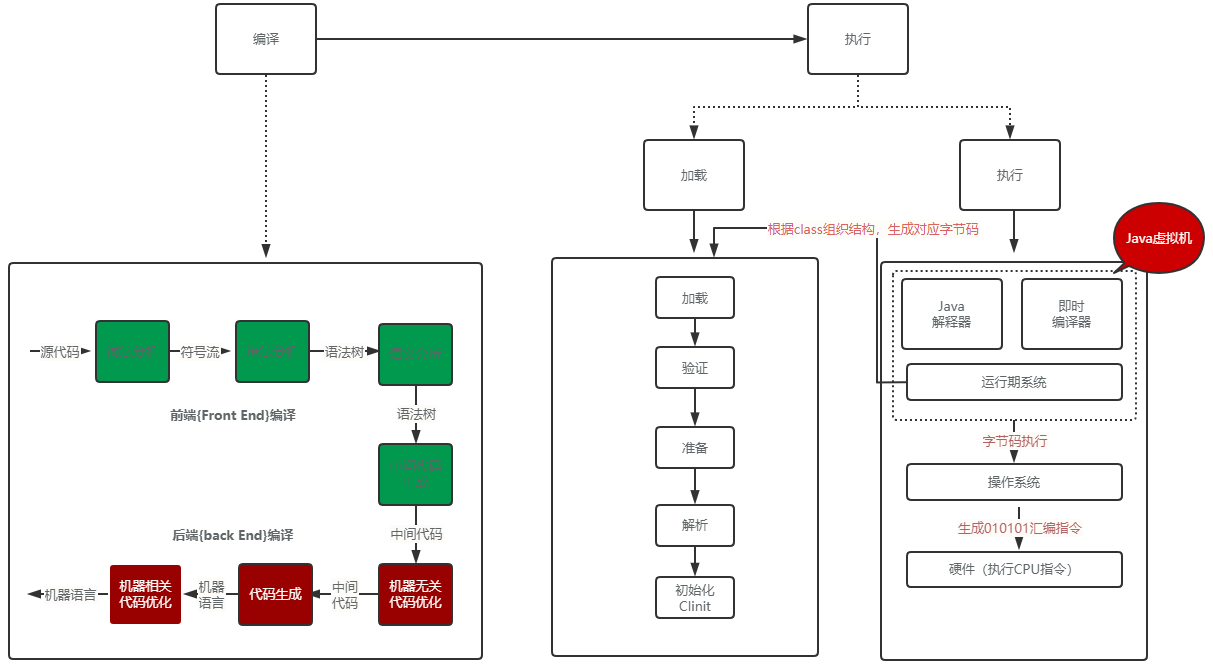 编译
执行
加载
执行
根据class组织结构，生成对应字节码
Java虚拟机
加载
验证
准备
解析
初始化
Clinit
Java
解释器
即时
编译器
运行期系统
字节码执行
操作系统
生成010101汇编指令
硬件（执行CPU指令）
源代码
符号流
语法树
前端{Front End}编译
语法树
后端{back End}编译
中间代码
机器语言
机器相关
代码优化
机器
语言
代码生成
中间
代码
机器无关
代码优化